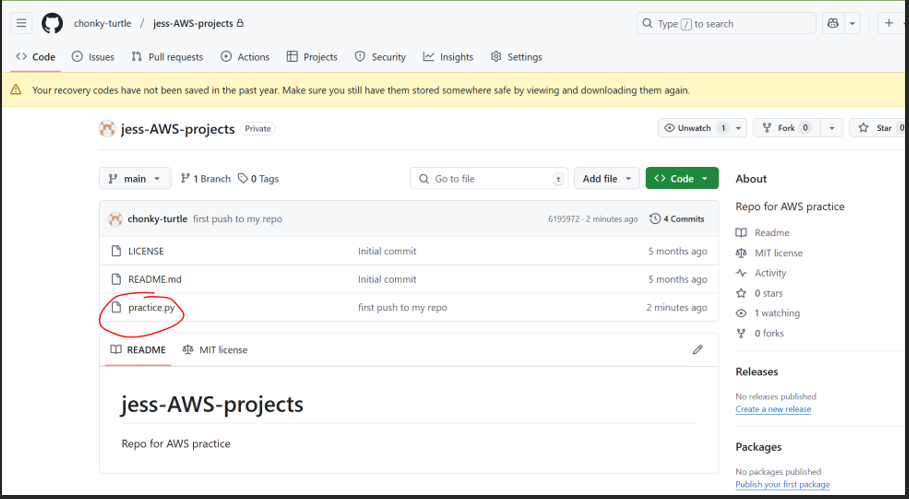 chonky-turtle / jess-AWS-projects
Type / to search
Code Issues Pull requests Actions Projects Security Insights Settings
Your recovery codes have not been saved in the past year. Make sure you still have them stored somewhere safe by viewing and downloading them again.
jess-AWS-projects Private
Unwatch 1 Fork 0 Star 0
main 1 Branch 0 Tags
Go to file t
Add file
<> Code
chonky-turtle first push to my repo 6195972 · 2 minutes ago 4 Commits
LICENSE Initial commit 5 months ago
README.md Initial commit 5 months ago
practice.py first push to my repo 2 minutes ago
README MIT license
jess-AWS-projects
Repo for AWS practice
About
Repo for AWS practice
Readme
MIT license
Activity
0 stars
1 watching
0 forks
Releases
No releases published
Create a new release
Packages
No packages published
Publish your first package